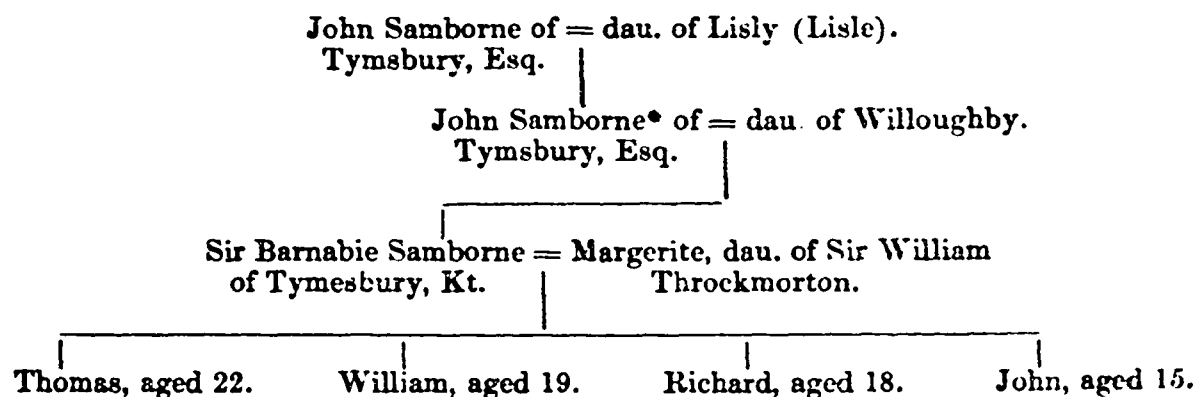 John Samborne of = dau. of Lisly (Lisle).
Tymsbury, Esq.
John Samborne* of = dau. of Willoughby.
Tymsbury, Esq.
Sir Barnabie Samborne = Margerite, dau. of Sir William
of Tymesbury, Kt. Throckmorton.
Thomas, aged 22. William, aged 19. Richard, aged 18. John, aged 15.